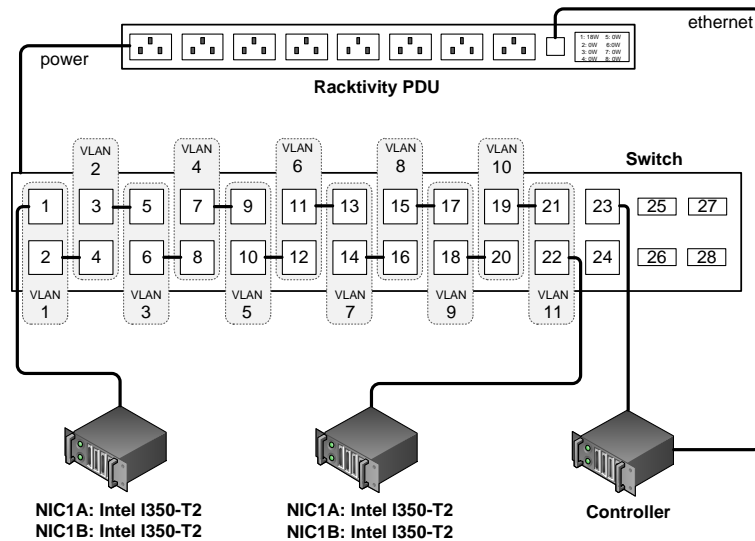 ethernet
1: 18W 5: 0W
2: 0W 6:0W
3: 0W 7: 0W
4: 0W 8: 0W
power
Racktivity PDU
VLAN
2
VLAN
4
VLAN
6
VLAN
8
VLAN
10
Switch
1 3 5 7 9 11 13 15 17 19 21 23 25 27
2 4 6 8 10 12 14 16 18 20 22 24 26 28
VLAN
1
VLAN
3
VLAN
5
VLAN
7
VLAN
9
VLAN
11
NIC1A: Intel I350-T2
NIC1B: Intel I350-T2
NIC1A: Intel I350-T2
NIC1B: Intel I350-T2
Controller